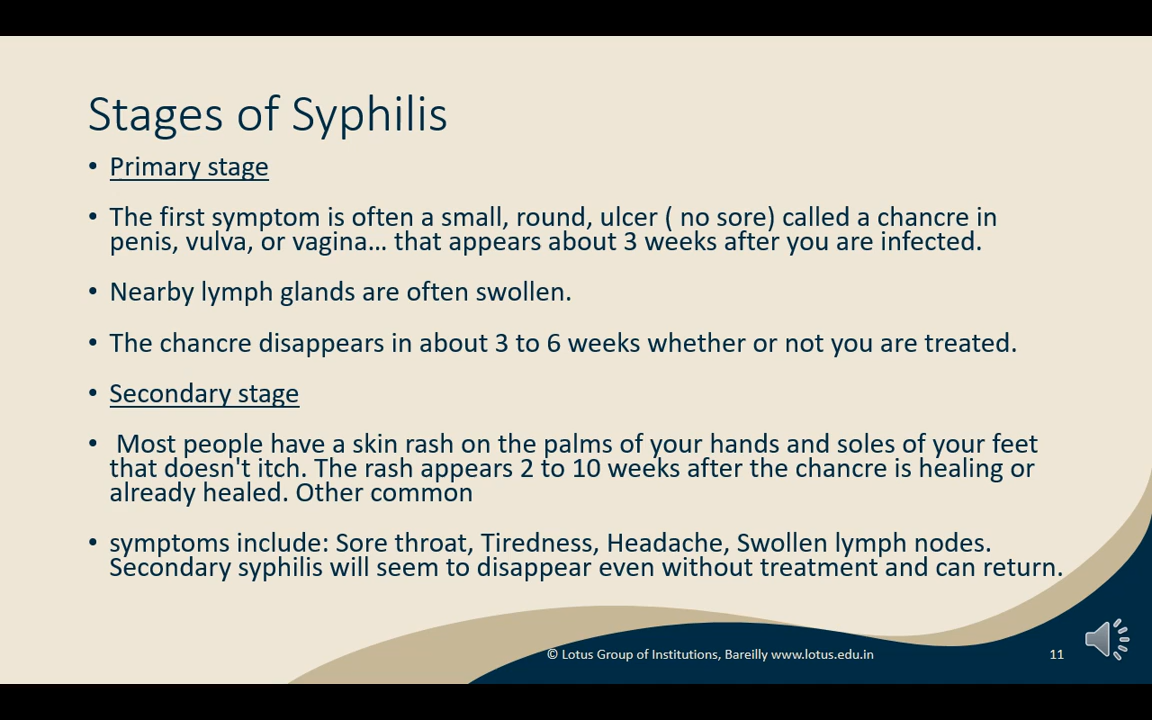 Stages of Syphilis
• Primary stage
• The first symptom is often a small, round, ulcer ( no sore) called a chancre in
penis, vulva, or vagina... that appears about 3 weeks after you are infected.
• Nearby lymph glands are often swollen.
• The chancre disappears in about 3 to 6 weeks whether or not you are treated.
• Secondary stage
• Most people have a skin rash on the palms of your hands and soles of your feet
that doesn't itch. The rash appears 2 to 10 weeks after the chancre is healing or
already healed. Other common
• symptoms include: Sore throat, Tiredness, Headache, Swollen lymph nodes.
Secondary syphilis will seem to disappear even without treatment and can return.
© Lotus Group of Institutions, Bareilly www.lotus.edu.in
11